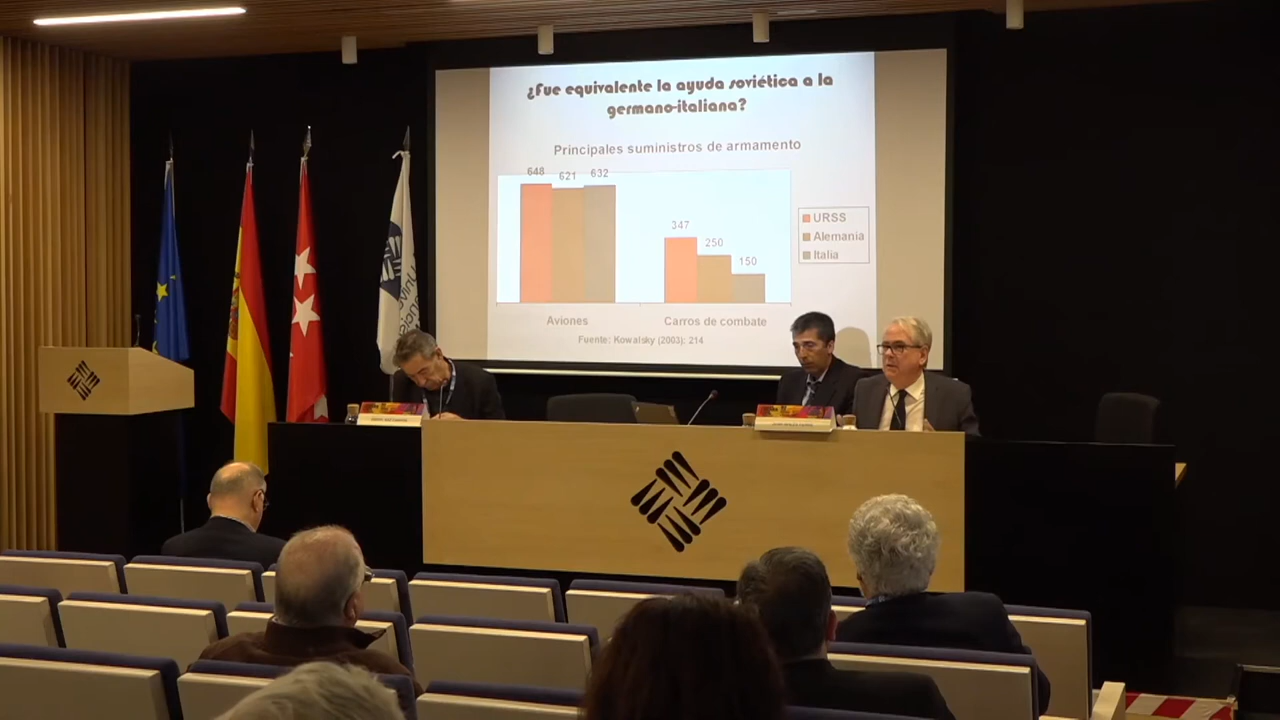 ¿Fue equivalente la ayuda soviética a la
germano-italiana?
Principales suministros de armamento
648
621
632
347
250
150
URSS
Alemania
Italia
Aviones
Carros de combate
Fuente: Kowalsky (2003): 214